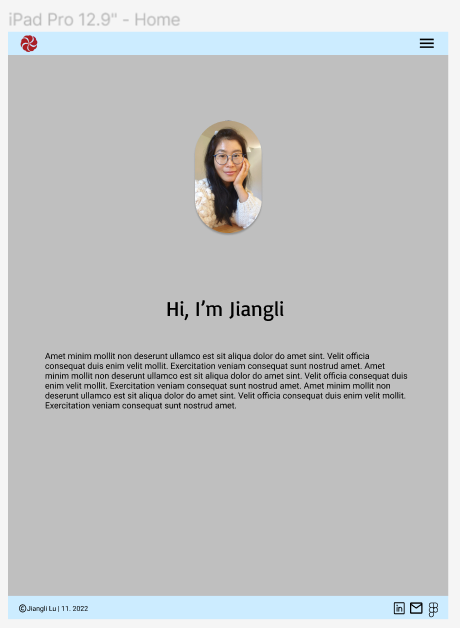 iPad Pro 12.9" - Home
Hi, I'm Jiangli
Amet minim mollit non deserunt ullamco est sit aliqua dolor do amet sint. Velit officia
consequat duis enim velit mollit. Exercitation veniam consequat sunt nostrud amet. Amet
minim mollit non deserunt ullamco est sit aliqua dolor do amet sint. Velit officia consequat duis
enim velit mollit. Exercitation veniam consequat sunt nostrud amet. Amet minim mollit non
deserunt ullamco est sit aliqua dolor do amet sint. Velit officia consequat duis enim velit mollit.
Exercitation veniam consequat sunt nostrud amet.
©Jiangli Lu | 11. 2022
in